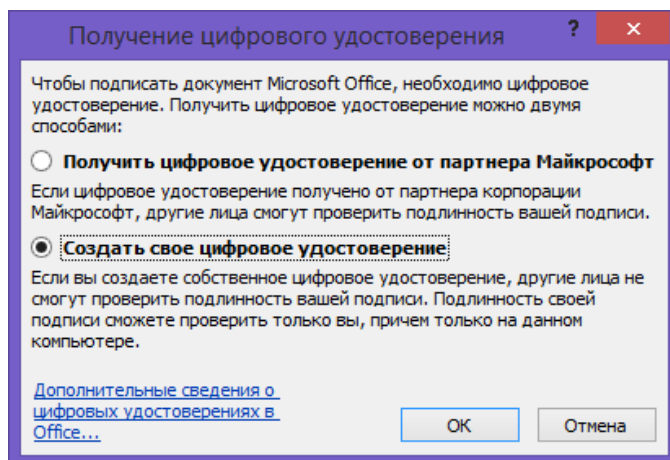 Получение цифрового удостоверения
? ×
Чтобы подписать документ Microsoft Office, необходимо цифровое
удостоверение. Получить цифровое удостоверение можно двумя
способами:
Получить цифровое удостоверение от партнера Майкрософт
Если цифровое удостоверение получено от партнера корпорации
Майкрософт, другие лица смогут проверить подлинность вашей подписи.
Создать свое цифровое удостоверение
Если вы создаете собственное цифровое удостоверение, другие лица не
смогут проверить подлинность вашей подписи. Подлинность своей
подписи сможете проверить только вы, причем только на данном
компьютере.
Дополнительные сведения о
цифровых удостоверениях в
Office...
ОК
Отмена